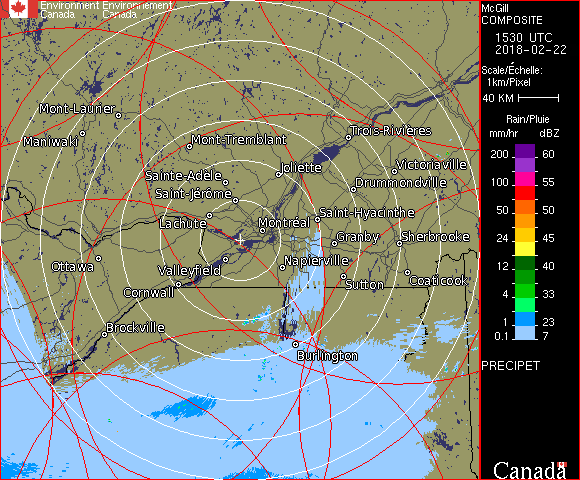 Environment Environnement
Canada Canada
McGill
COMPOSITE
1530 UTC
2018-02-22
Scale/Échelle:
1km/Pixel
40 KM
Rain/Pluie
mm/hr dBZ
200 60
100 55
50 50
24 45
12 40
4 33
1 23
0.1 7
PRECIPET
Canada
Mont-Laurier
Maniwaki
Mont-Tremblant
Trois-Rivières
Sainte-Adèle
Joliette
Victoriaville
Saint-Jérôme
Drummondville
Lachute
Montréal
Saint-Hyacinthe
Granby
Sherbrooke
Ottawa
Valleyfield
Napierville
Cornwall
Sutton
Coaticook
Brockville
Burlington